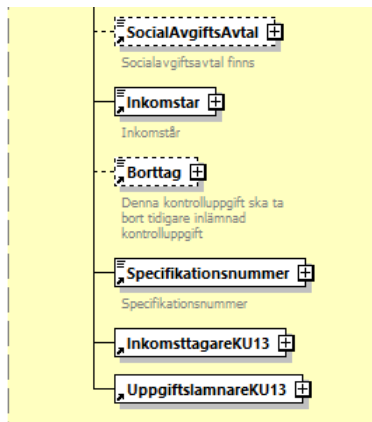 SocialAvgiftsAvtal
Socialavgiftsavtal finns
Inkomstar
Inkomstår
Borttag
Denna kontrolluppgift ska ta
bort tidigare inlämnad
kontrolluppgift
Specifikationsnummer
Specifikationsnummer
InkomsttagareKU13
UppgiftslamnareKU13